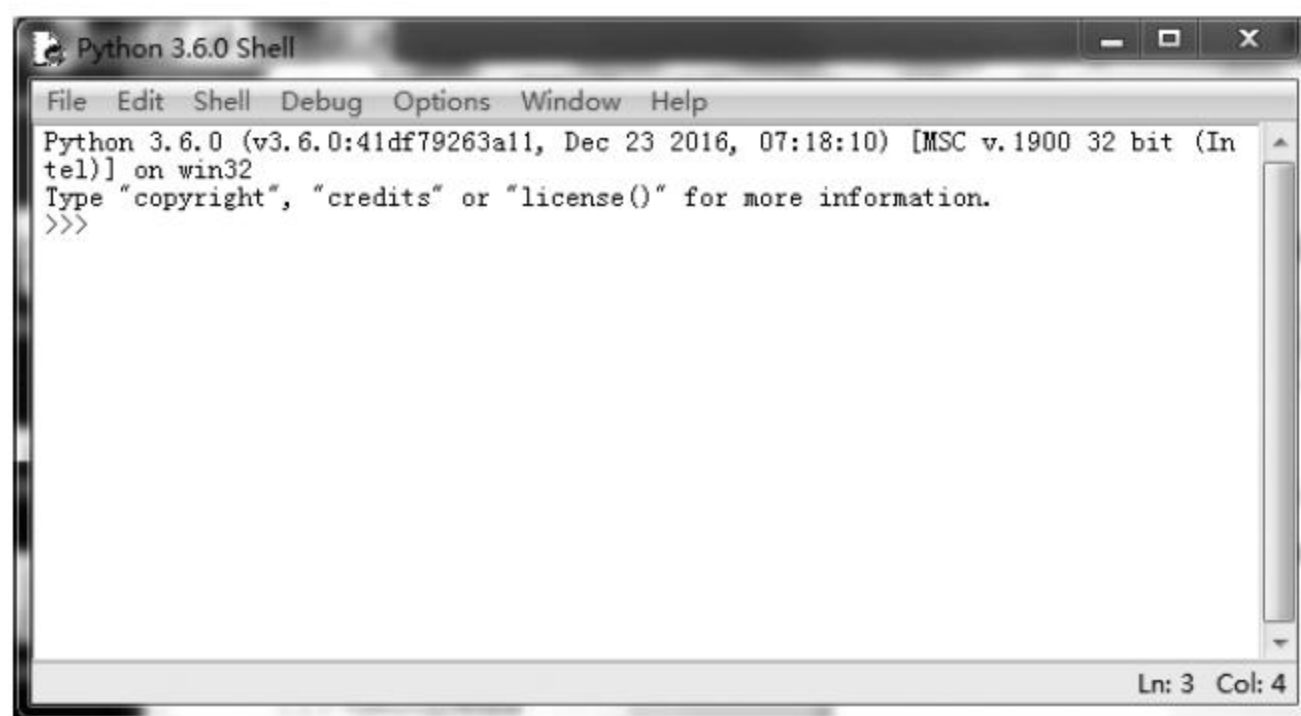 Python 3.6.0 Shell
File Edit Shell Debug Options Window Help
Python 3.6.0 (v3.6.0:41df79263a11, Dec 23 2016, 07:18:10) [MSC v.1900 32 bit (In
tel)] on win32
Type "copyright", "credits" or "license()" for more information.
>>>
Ln: 3 Col: 4